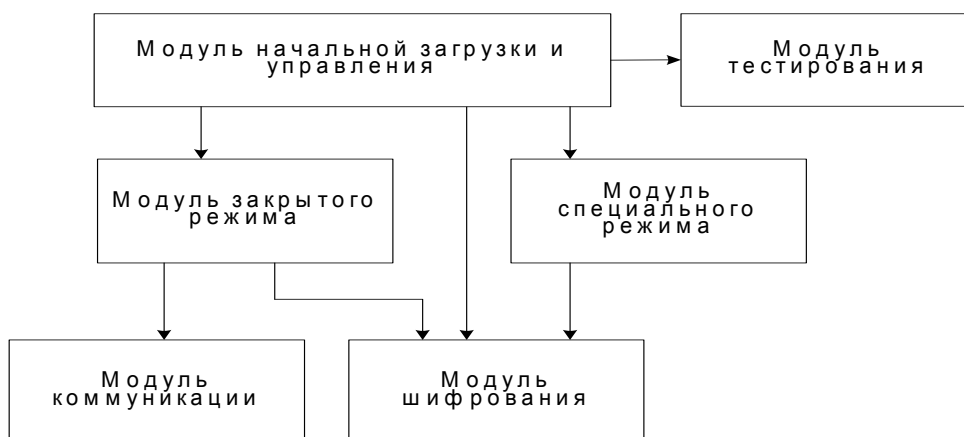 Модуль начальной загрузки и
управления
Модуль
тестирования
Модуль закрытого
режима
Модуль
специального
режима
Модуль
коммуникации
Модуль
шифрования